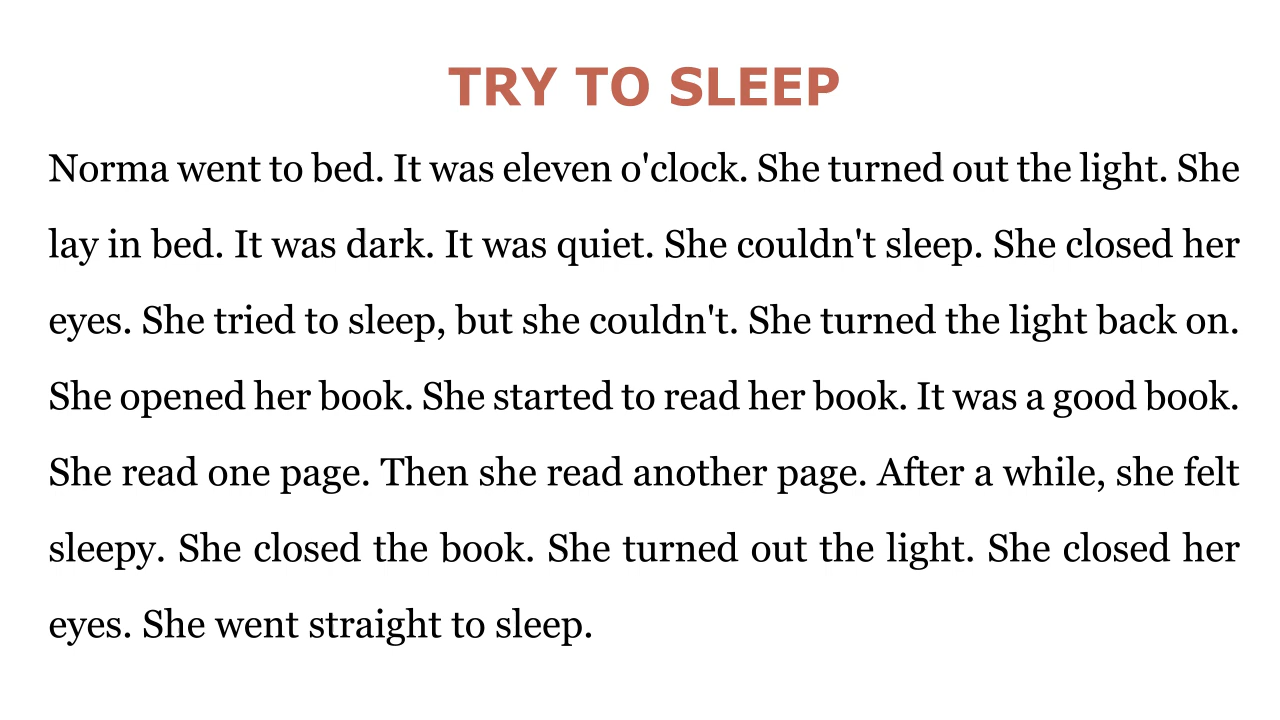 TRY TO SLEEP
Norma went to bed. It was eleven o'clock. She turned out the light. She
lay in bed. It was dark. It was quiet. She couldn't sleep. She closed her
eyes. She tried to sleep, but she couldn't. She turned the light back on.
She opened her book. She started to read her book. It was a good book.
She read one page. Then she read another page. After a while, she felt
sleepy. She closed the book. She turned out the light. She closed her
eyes. She went straight to sleep.